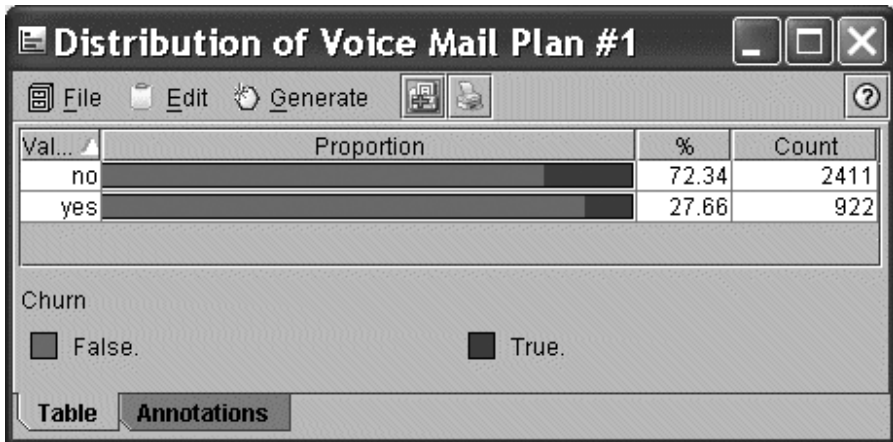 Distribution of Voice Mail Plan #1
File Edit Generate
Val... Proportion % Count
no 72.34 2411
yes 27.66 922
Churn
False. True.
Table Annotations